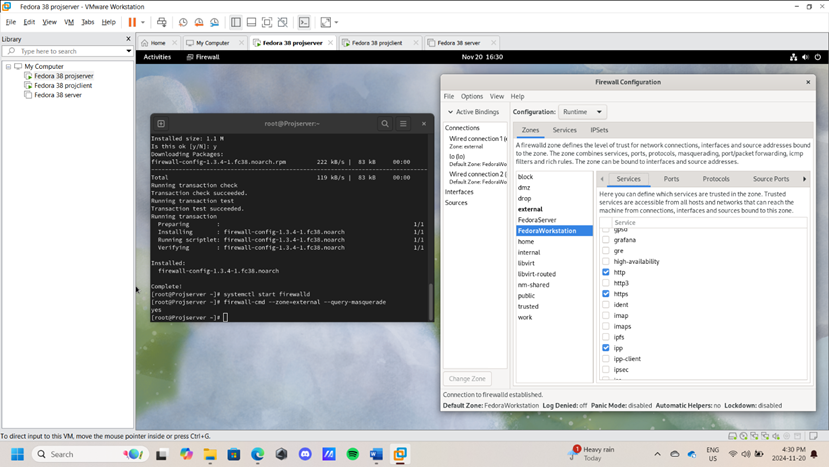 Fedora 38 projserver - VMware Workstation
File Edit View VM Tabs Help
Library
Type here to search
My Computer
Fedora 38 projserver
Fedora 38 projclient
Fedora 38 server
Home
My Computer
Fedora 38 projserver
Fedora 38 projclient
Fedora 38 server
Activities
Firewall
Nov 20 16:30
root@Projserver:~
Installed size: 1.1 M
Is this ok [y/N]: y
Downloading Packages:
firewall-config-1.3.4-1.fc38.noarch.rpm 222 kB/s | 83 kB 00:00
Total 119 kB/s | 83 kB 00:00
Running transaction check
Transaction check succeeded.
Running transaction test
Transaction test succeeded.
Running transaction
Preparing : 1/1
Installing : firewall-config-1.3.4-1.fc38.noarch 1/1
Running scriptlet: firewall-config-1.3.4-1.fc38.noarch 1/1
Verifying : firewall-config-1.3.4-1.fc38.noarch 1/1
Installed:
firewall-config-1.3.4-1.fc38.noarch
Complete!
[root@Projserver ~]# systemctl start firewalld
[root@Projserver ~]# firewall-cmd --zone=external --query-masquerade
yes
[root@Projserver ~]#
Firewall Configuration
File Options View Help
Active Bindings
Configuration: Runtime
Connections
Wired connection 1 (
Zone: external
lo (lo)
Default Zone: FedoraWo
Wired connection 2 (
Default Zone: FedoraWo
Interfaces
Sources
Change Zone
Zones Services IPSets
A firewalld zone defines the level of trust for network connections, interfaces and source addresses bound
to the zone. The zone combines services, ports, protocols, masquerading, port/packet forwarding, icmp
filters and rich rules. The zone can be bound to interfaces and source addresses.
block
dmz
drop
external
FedoraServer
FedoraWorkstation
home
internal
libvirt
libvirt-routed
nm-shared
public
trusted
work
Services Ports Protocols Source Ports
Here you can define which services are trusted in the zone. Trusted
services are accessible from all hosts and networks that can reach the
machine from connections, interfaces and sources bound to this zone.
Service
grafana
gre
high-availability
http
http3
https
ident
imap
imaps
ipfs
ipp
ipp-client
ipsec
Connection to firewalld established.
Default Zone: FedoraWorkstation Log Denied: off Panic Mode: disabled Automatic Helpers: no Lockdown: disabled
To direct input to this VM, move the mouse pointer inside or press Ctrl+G.
Search
Heavy rain
Today
ENG
US
4:30 PM
2024-11-20